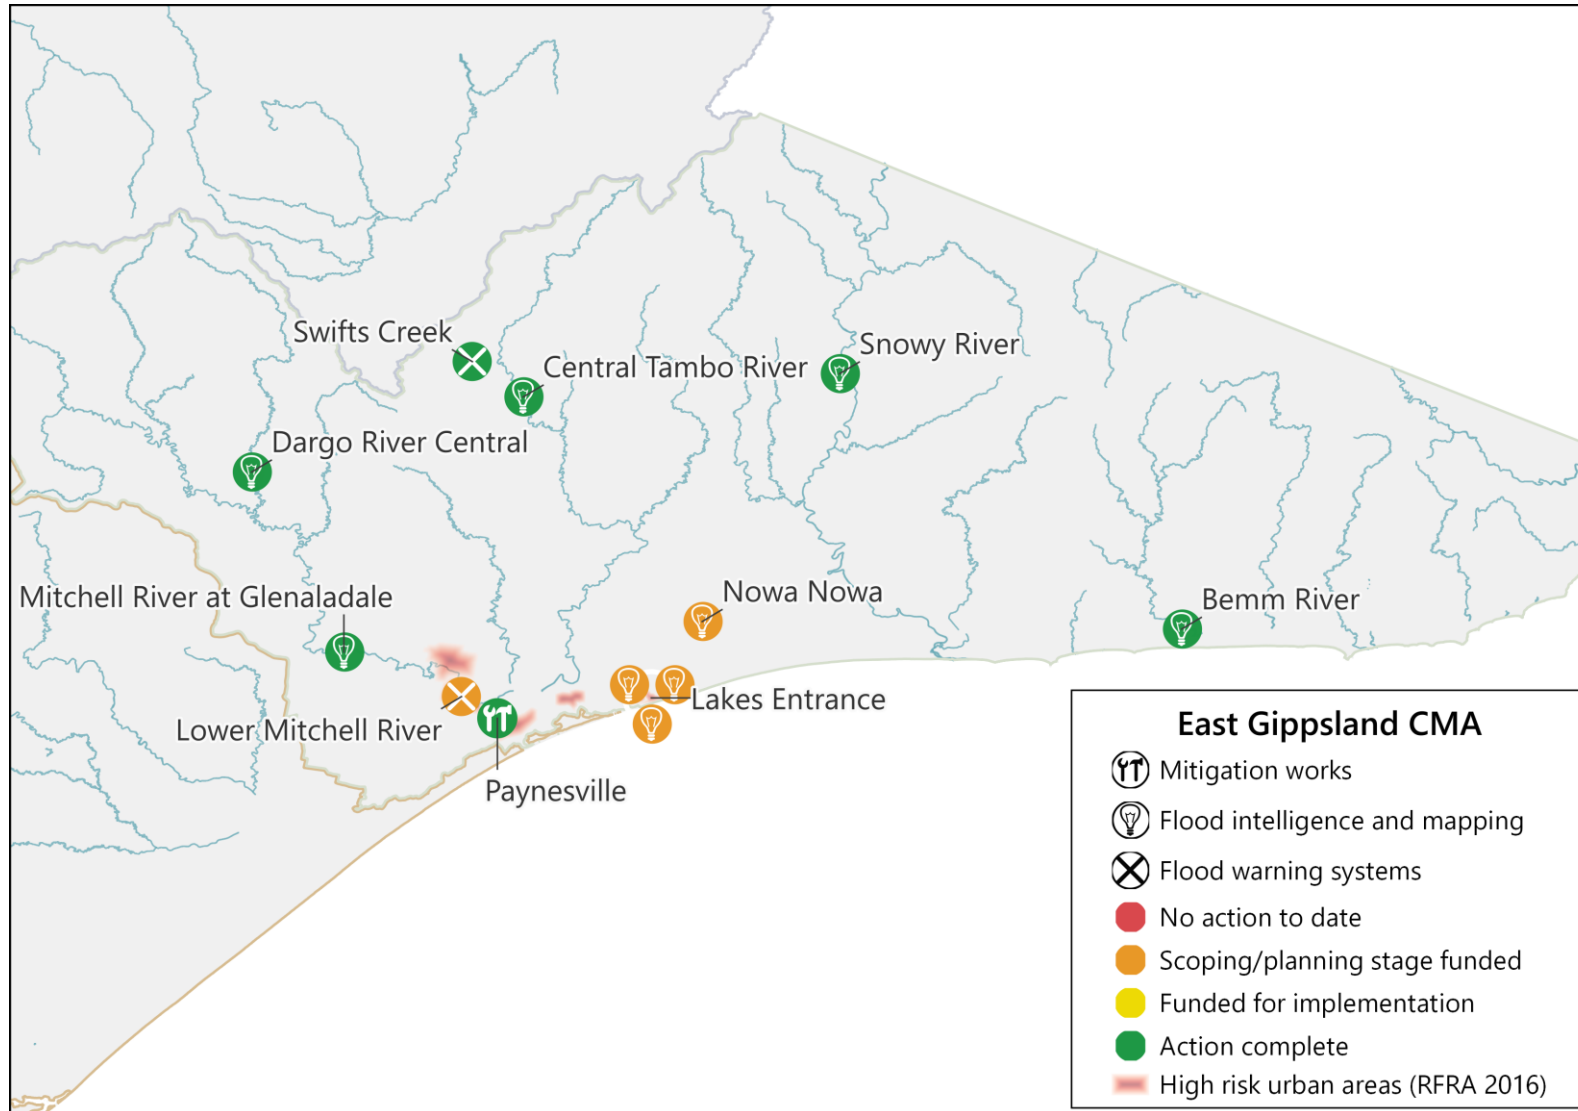 Swifts Creek
Central Tambo River
Snowy River
Dargo River Central
Mitchell River at Glenaladale
Nowa Nowa
Bemm River
Lakes Entrance
Lower Mitchell River
Paynesville
East Gippsland CMA
Mitigation works
Flood intelligence and mapping
Flood warning systems
No action to date
Scoping/planning stage funded
Funded for implementation
Action complete
High risk urban areas (RFRA 2016)